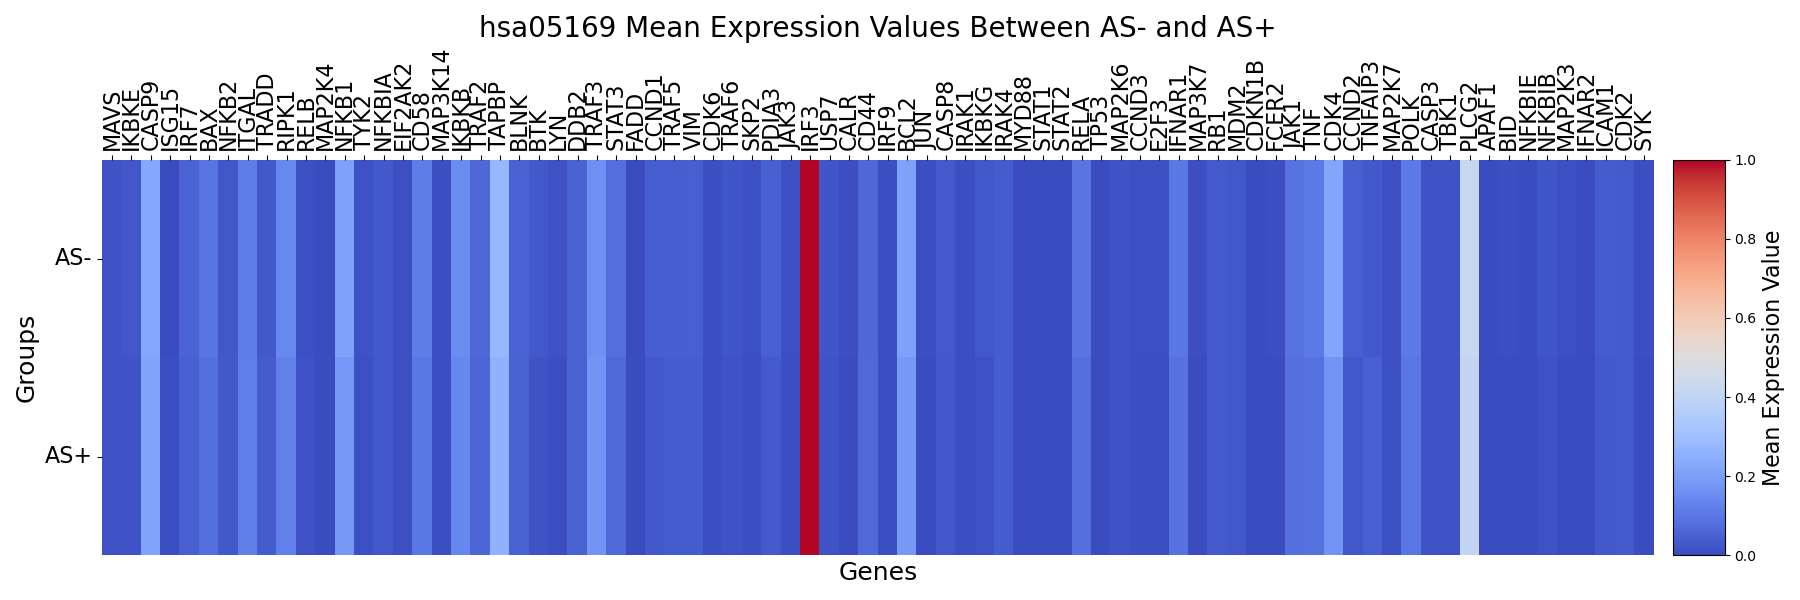 hsa05169 Mean Expression Values Between AS- and AS+
MAVS
IKBKE
CASP9
ISG15
IRF7
BAX
NFKB2
ITGAL
TRADD
RIPK1
RELB
MAP2K4
NFKB1
TYK2
NFKBIA
EIF2AK2
CD58
MAP3K14
IKBKB
TRAF2
TAPBP
BLNK
BTK
LYN
DDB2
TRAF3
STAT3
FADD
CCND1
TRAF5
VIM
CDK6
TRAF6
SKP2
PDIA3
JAK3
IRF3
USP7
CALR
CD44
IRF9
BCL2
JUN
CASP8
IRAK1
IKBKG
IRAK4
MYD88
STAT1
STAT2
RELA
TP53
MAP2K6
CCND3
E2F3
IFNAR1
MAP3K7
RB1
MDM2
CDKN1B
FCER2
JAK1
TNF
CDK4
CCND2
TNFAIP3
MAP2K7
POLK
CASP3
TBK1
PLCG2
APAF1
BID
NFKBIE
NFKBIB
MAP2K3
IFNAR2
ICAM1
CDK2
SYK
Groups
AS-
AS+
Genes
1.0
0.8
0.6
0.4
0.2
0.0
Mean Expression Value